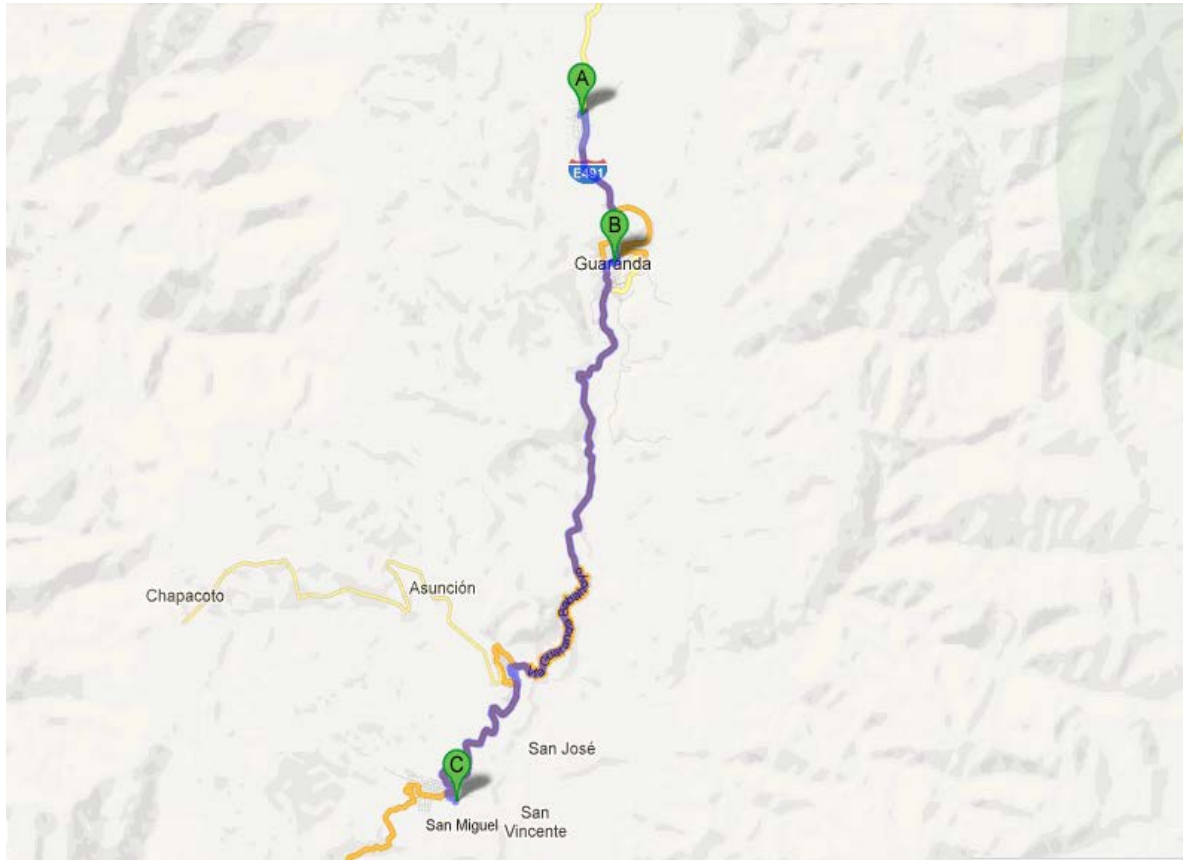 A
E491
B
Guaranda
Chapacoto
Asunción
San José
C
San Miguel
San
Vincente